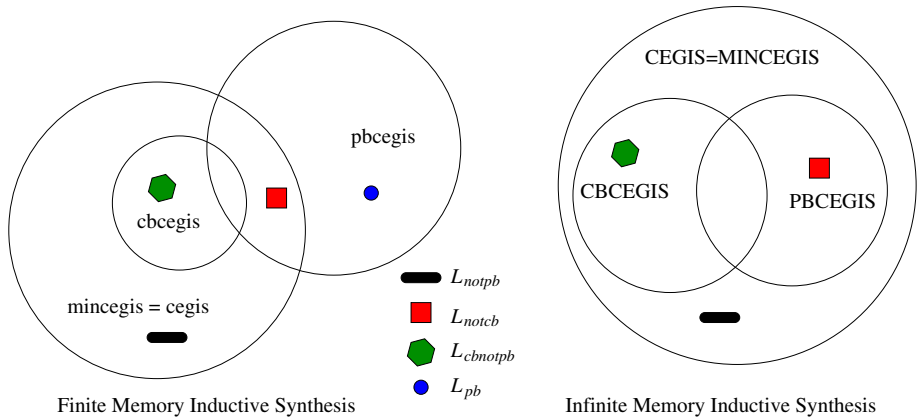 CEGIS=MINCEGIS
pbcegis
cbcegis
CBCEGIS
PBCEGIS
mincegis = cegis
L_notpb
L_notcb
L_cbnotpb
L_pb
Finite Memory Inductive Synthesis
Infinite Memory Inductive Synthesis